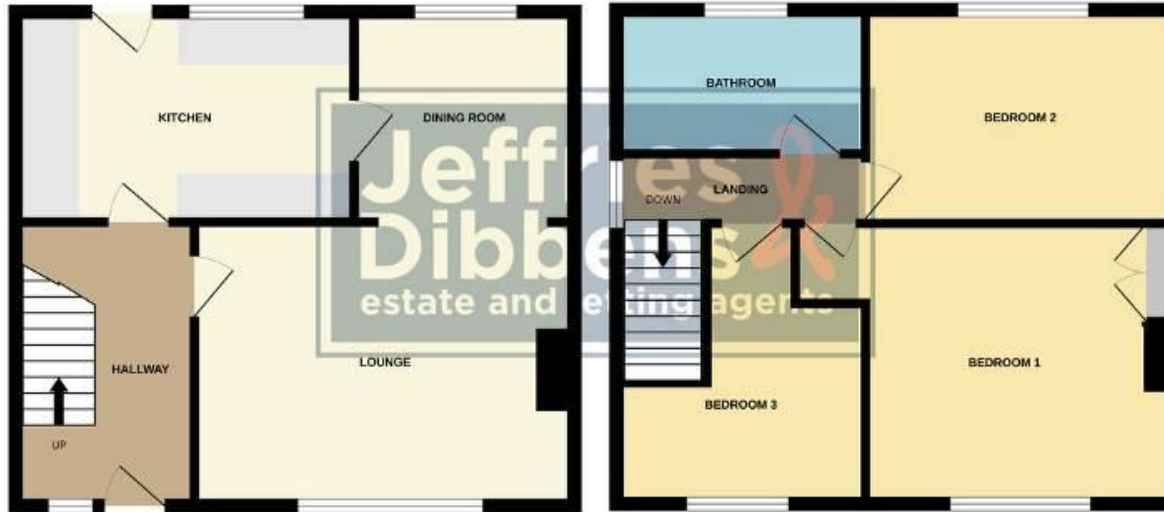 KITCHEN
DINING ROOM
HALLWAY
LOUNGE
UP
BATHROOM
BEDROOM 2
LANDING
DOWN
BEDROOM 3
BEDROOM 1
Jeffries &
Dibbens
estate and letting agents